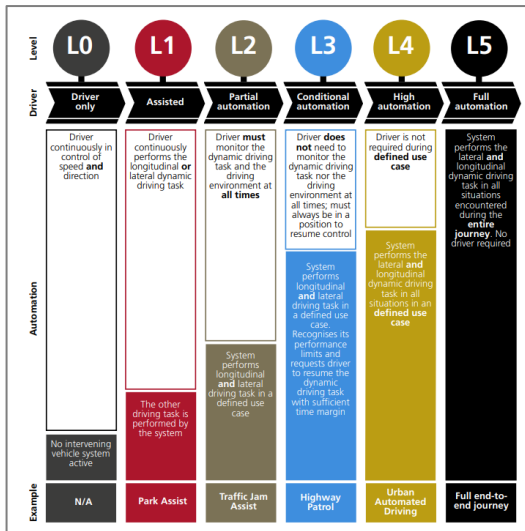 Level
L0
L1
L2
L3
L4
L5
Driver
Driver
only
Assisted
Partial
automation
Conditional
automation
High
automation
Full
automation
Automation
Driver
continuously in
control of
speed and
direction
No intervening
vehicle system
active
Driver
continuously
performs the
longitudinal or
lateral dynamic
driving task
The other
driving task is
performed by
the system
Driver must
monitor the
dynamic driving
task and the
driving
environment at
all times
System performs
longitudinal
and lateral
driving task in a
defined use case
Driver does
not need to
monitor the
dynamic driving
task nor the
driving
environment at
all times; must
always be in a
position to
resume control
System
performs
longitudinal
and lateral
driving task in
a defined use
case.
Recognises its
performance
limits and
requests driver
to resume the
dynamic
driving task
with sufficient
time margin
Driver is not
required during
defined use
case
System
performs the
lateral and
longitudinal
dynamic driving
task in all
situations in an
defined use
case
System
performs the
lateral and
longitudinal
dynamic driving
task in all
situations
encountered
during the
entire
journey. No
driver required
Example
N/A
Park Assist
Traffic Jam
Assist
Highway
Patrol
Urban
Automated
Driving
Full end-to-
end journey